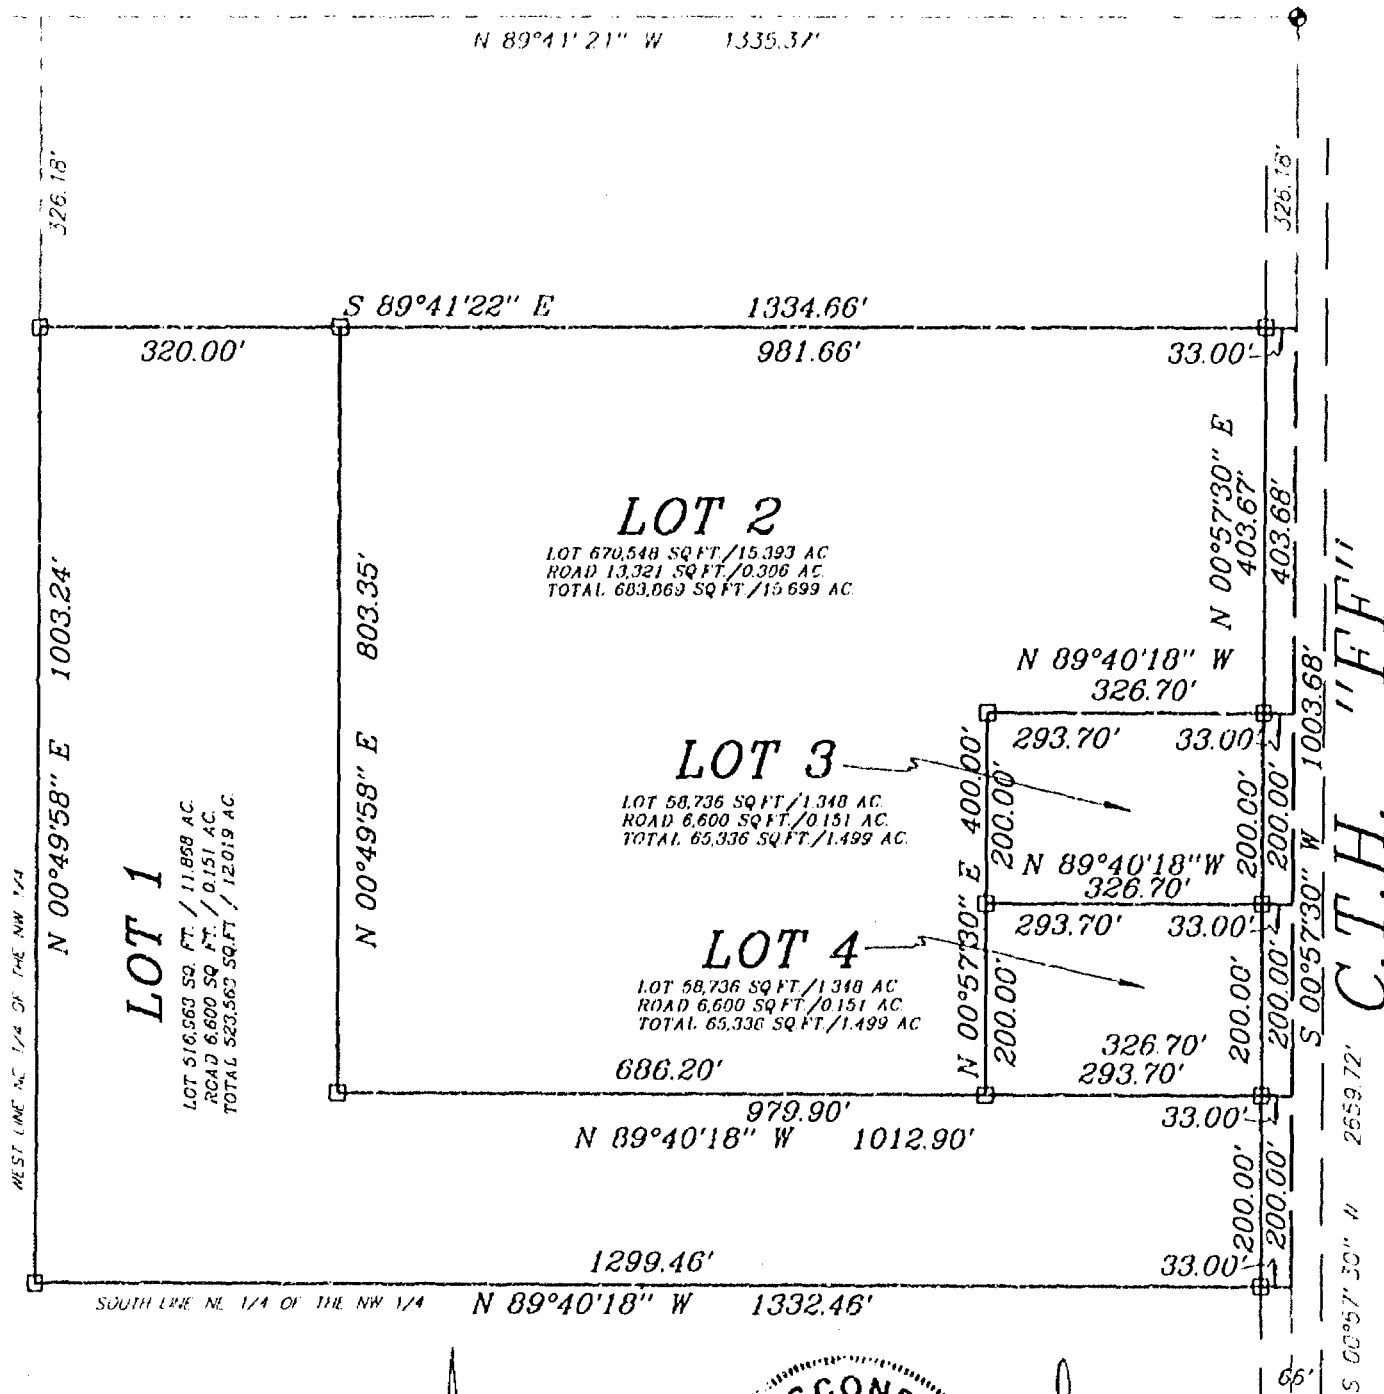 N 89°41'21" W 1335.37'
326.18'
326.18'
S 89°41'22" E 1334.66'
320.00'
981.66'
33.00'
N 00°57'30" E
403.67'
403.68'
LOT 2
LOT 670,548 SQ.FT./15.393 AC.
ROAD 13,321 SQ.FT./0.306 AC.
TOTAL 683,869 SQ.FT./15.699 AC.
N 00°49'58" E 1003.24'
N 00°49'58" E 803.35'
N 89°40'18" W
326.70'
293.70'
33.00'
LOT 3
LOT 58,736 SQ.FT./1.348 AC.
ROAD 6,600 SQ.FT./0.151 AC.
TOTAL 65,336 SQ.FT./1.499 AC.
N 00°57'30" E 400.00'
200.00'
200.00'
200.00'
N 89°40'18" W
326.70'
293.70'
33.00'
S 00°57'30" W 1003.68'
C.T.H. "FF"
LOT 1
LOT 516,963 SQ. FT. / 11.868 AC.
ROAD 6,600 SQ. FT. / 0.151 AC.
TOTAL 523,563 SQ.FT. / 12.019 AC.
WEST LINE NE 1/4 OF THE NW 1/4
LOT 4
LOT 58,736 SQ.FT./1.348 AC.
ROAD 6,600 SQ.FT./0.151 AC.
TOTAL 65,336 SQ.FT./1.499 AC.
200.00'
200.00'
200.00'
326.70'
293.70'
686.20'
979.90'
33.00'
N 89°40'18" W 1012.90'
200.00'
200.00'
1299.46'
33.00'
SOUTH LINE NE 1/4 OF THE NW 1/4
N 89°40'18" W 1332.46'
S 00°57'30" W 2659.72'
66'